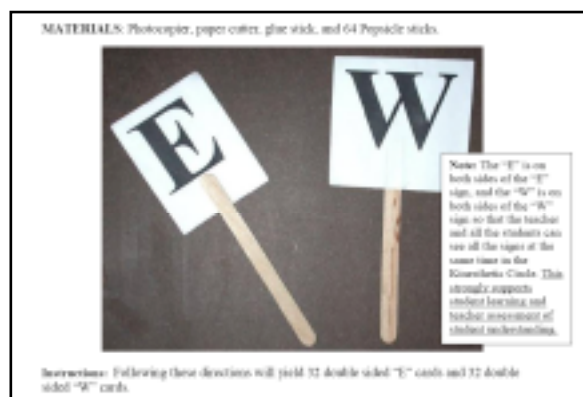 MATERIALS: Photocopier, paper cutter, glue stick, and 64 Popsicle sticks.
E
W
Note: The "E" is on
both sides of the "E"
sign, and the "W" is on
both sides of the "W"
sign so that the teacher
and all the students can
see all the signs at the
same time in the
Kinesthetic Circle. This
strongly supports
student learning and
teacher assessment of
student understanding.
Instructions: Following these directions will yield 32 double sided "E" cards and 32 double
sided "W" cards.